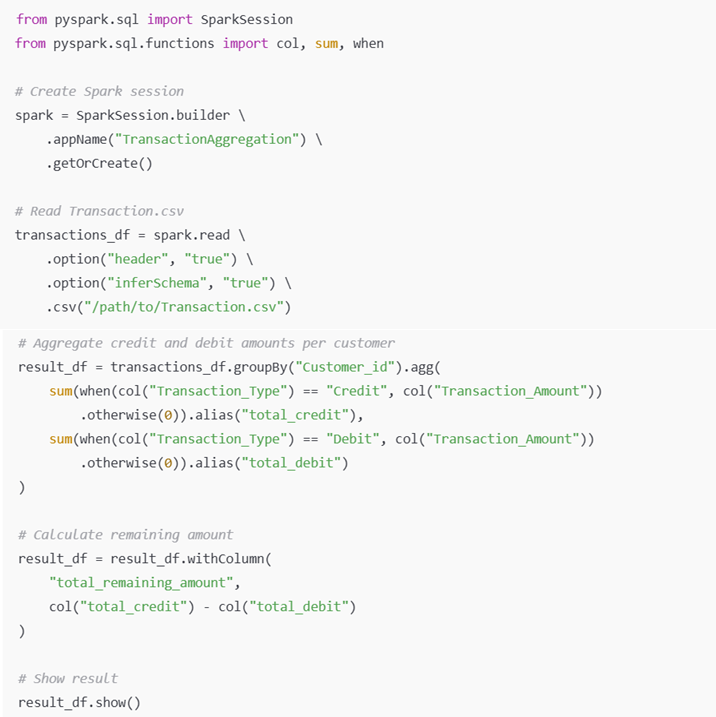 from pyspark.sql import SparkSession
from pyspark.sql.functions import col, sum, when

# Create Spark session
spark = SparkSession.builder \
    .appName("TransactionAggregation") \
    .getOrCreate()

# Read Transaction.csv
transactions_df = spark.read \
    .option("header", "true") \
    .option("inferSchema", "true") \
    .csv("/path/to/Transaction.csv")
# Aggregate credit and debit amounts per customer
result_df = transactions_df.groupBy("Customer_id").agg(
    sum(when(col("Transaction_Type") == "Credit", col("Transaction_Amount"))
        .otherwise(0)).alias("total_credit"),
    sum(when(col("Transaction_Type") == "Debit", col("Transaction_Amount"))
        .otherwise(0)).alias("total_debit")
)

# Calculate remaining amount
result_df = result_df.withColumn(
    "total_remaining_amount",
    col("total_credit") - col("total_debit")
)

# Show result
result_df.show()